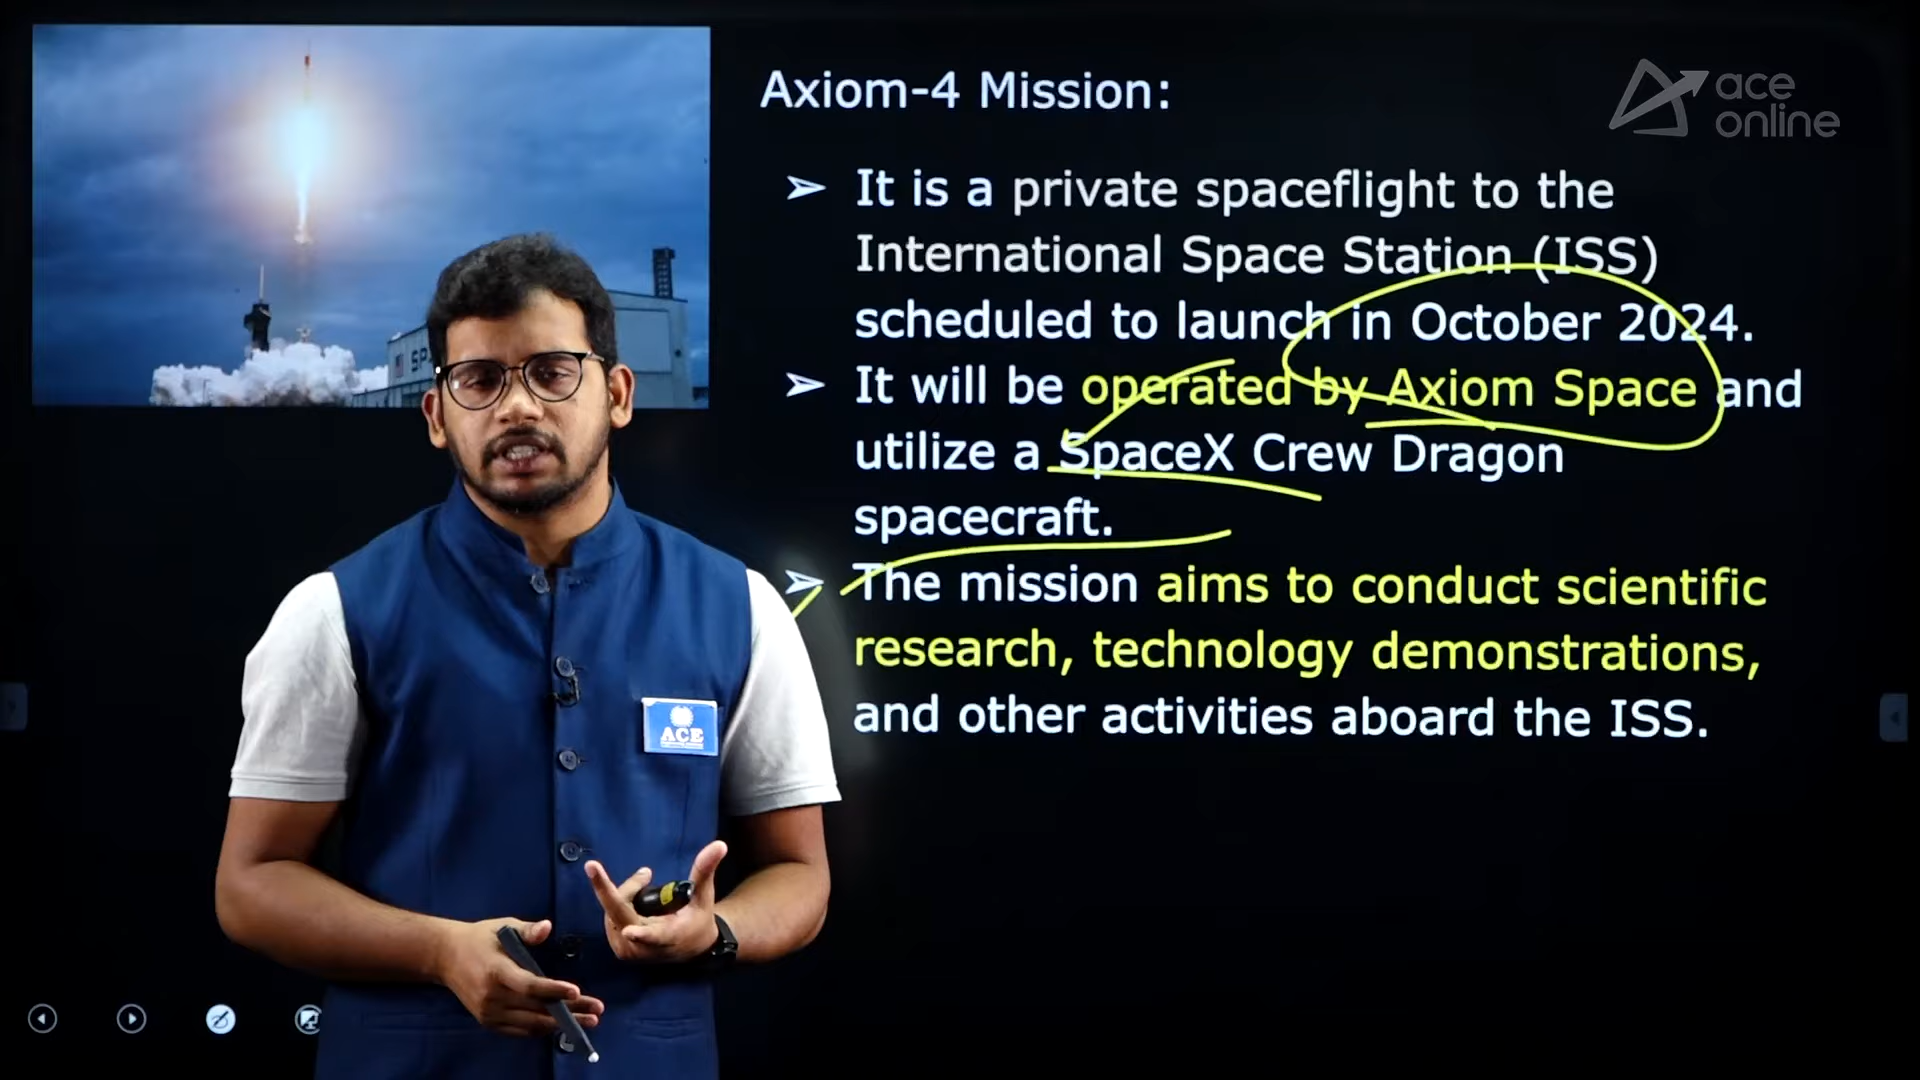 Axiom-4 Mission:
ace
online
➢ It is a private spaceflight to the
International Space Station (ISS)
scheduled to launch in October 2024.
➢ It will be operated by Axiom Space and
utilize a SpaceX Crew Dragon
spacecraft.
➢ The mission aims to conduct scientific
research, technology demonstrations,
and other activities aboard the ISS.
SP
ACE